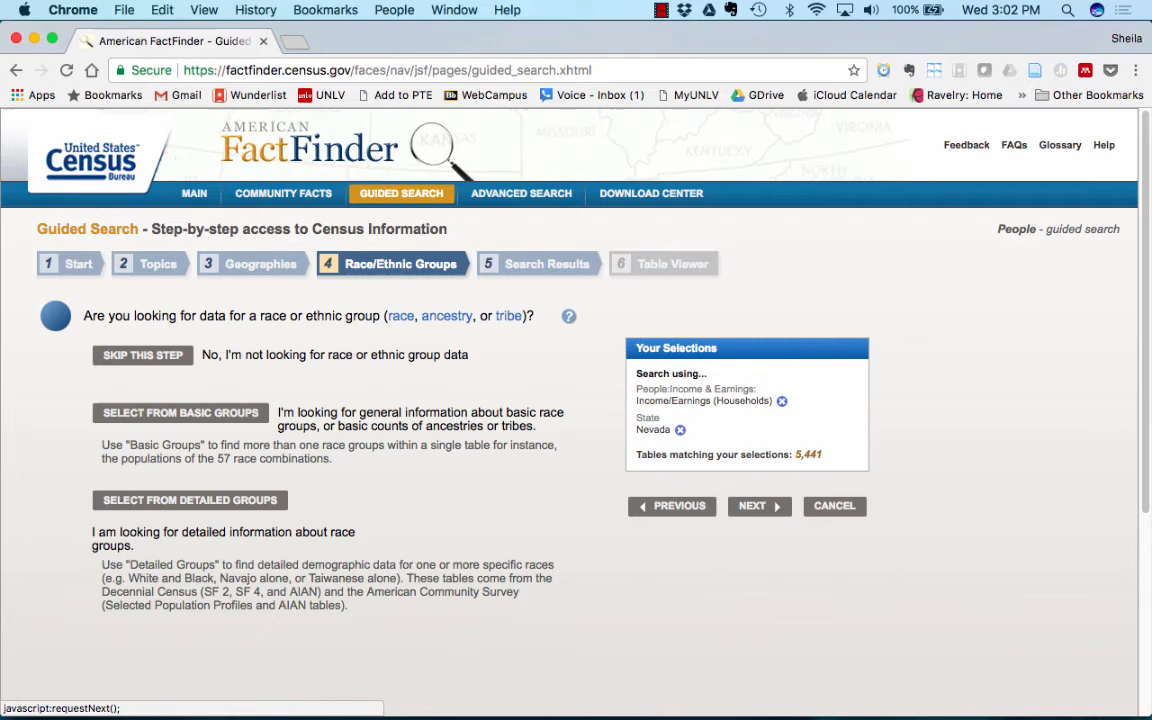 Chrome File Edit View History Bookmarks People Window Help 100% Wed 3:02 PM
American FactFinder - Guided
Sheila
Secure https://factfinder.census.gov/faces/nav/jsf/pages/guided_search.xhtml
Apps Bookmarks Gmail Wunderlist UNLV Add to PTE WebCampus Voice - Inbox (1) MyUNLV GDrive iCloud Calendar Ravelry: Home » Other Bookmarks
United States™
Census
Bureau
AMERICAN
FactFinder
KANSAS MISSOURI KENTUCKY VIRGINIA
Feedback FAQs Glossary Help
MAIN COMMUNITY FACTS GUIDED SEARCH ADVANCED SEARCH DOWNLOAD CENTER
Guided Search - Step-by-step access to Census Information
People - guided search
1 Start 2 Topics 3 Geographies 4 Race/Ethnic Groups 5 Search Results 6 Table Viewer
Are you looking for data for a race or ethnic group (race, ancestry, or tribe)? ?
SKIP THIS STEP No, I'm not looking for race or ethnic group data
SELECT FROM BASIC GROUPS I'm looking for general information about basic race
groups, or basic counts of ancestries or tribes.
Use "Basic Groups" to find more than one race groups within a single table for instance,
the populations of the 57 race combinations.
SELECT FROM DETAILED GROUPS
I am looking for detailed information about race
groups.
Use "Detailed Groups" to find detailed demographic data for one or more specific races
(e.g. White and Black, Navajo alone, or Taiwanese alone). These tables come from the
Decennial Census (SF 2, SF 4, and AIAN) and the American Community Survey
(Selected Population Profiles and AIAN tables).
Your Selections
Search using...
People:Income & Earnings:
Income/Earnings (Households)
State
Nevada
Tables matching your selections: 5,441
PREVIOUS NEXT CANCEL
javascript:requestNext();